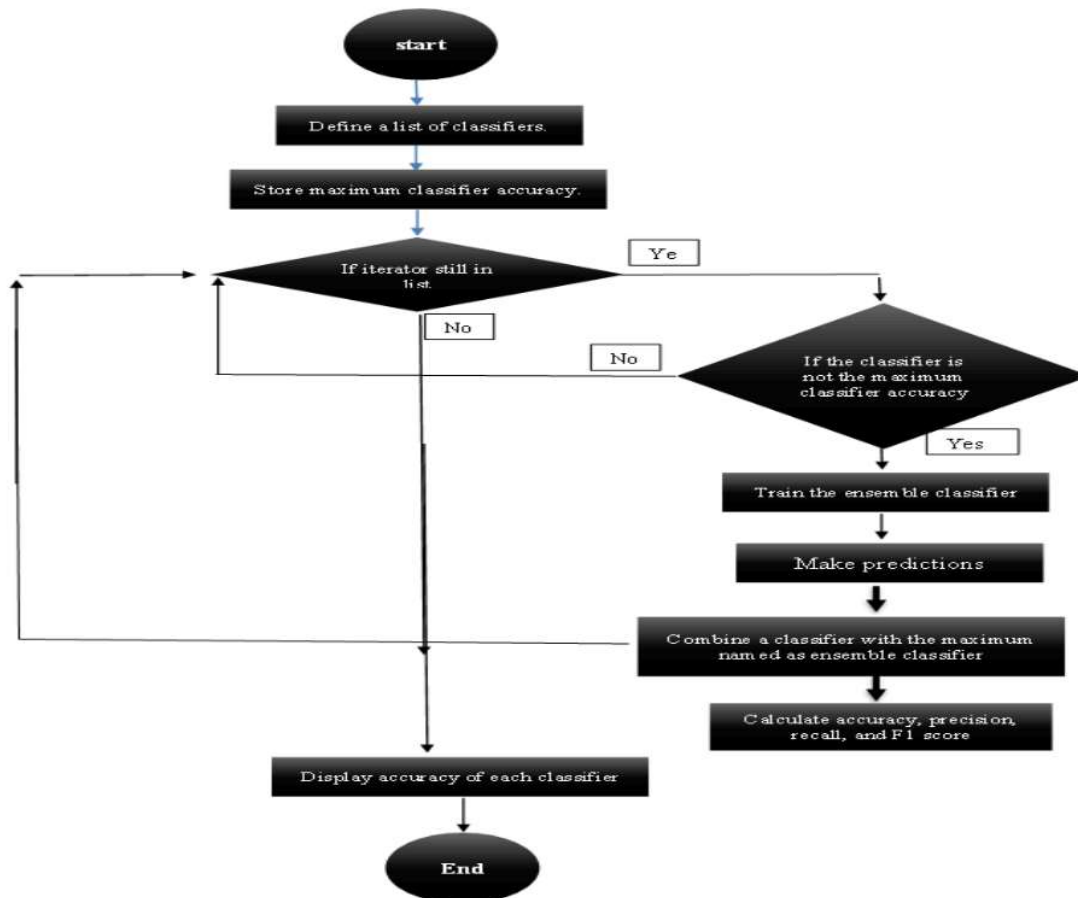 start
Define a list of classifiers.
Store maximum classifier accuracy.
If iterator still in
list
Ye
No
No
If the classifier is
not the maximum
classifier accuracy
Yes
Train the ensemble classifier
Make predictions
Combine a classifier with the maximum
named as ensemble classifier
Calculate accuracy, precision,
recall, and F1 score
Display accuracy of each classifier
End